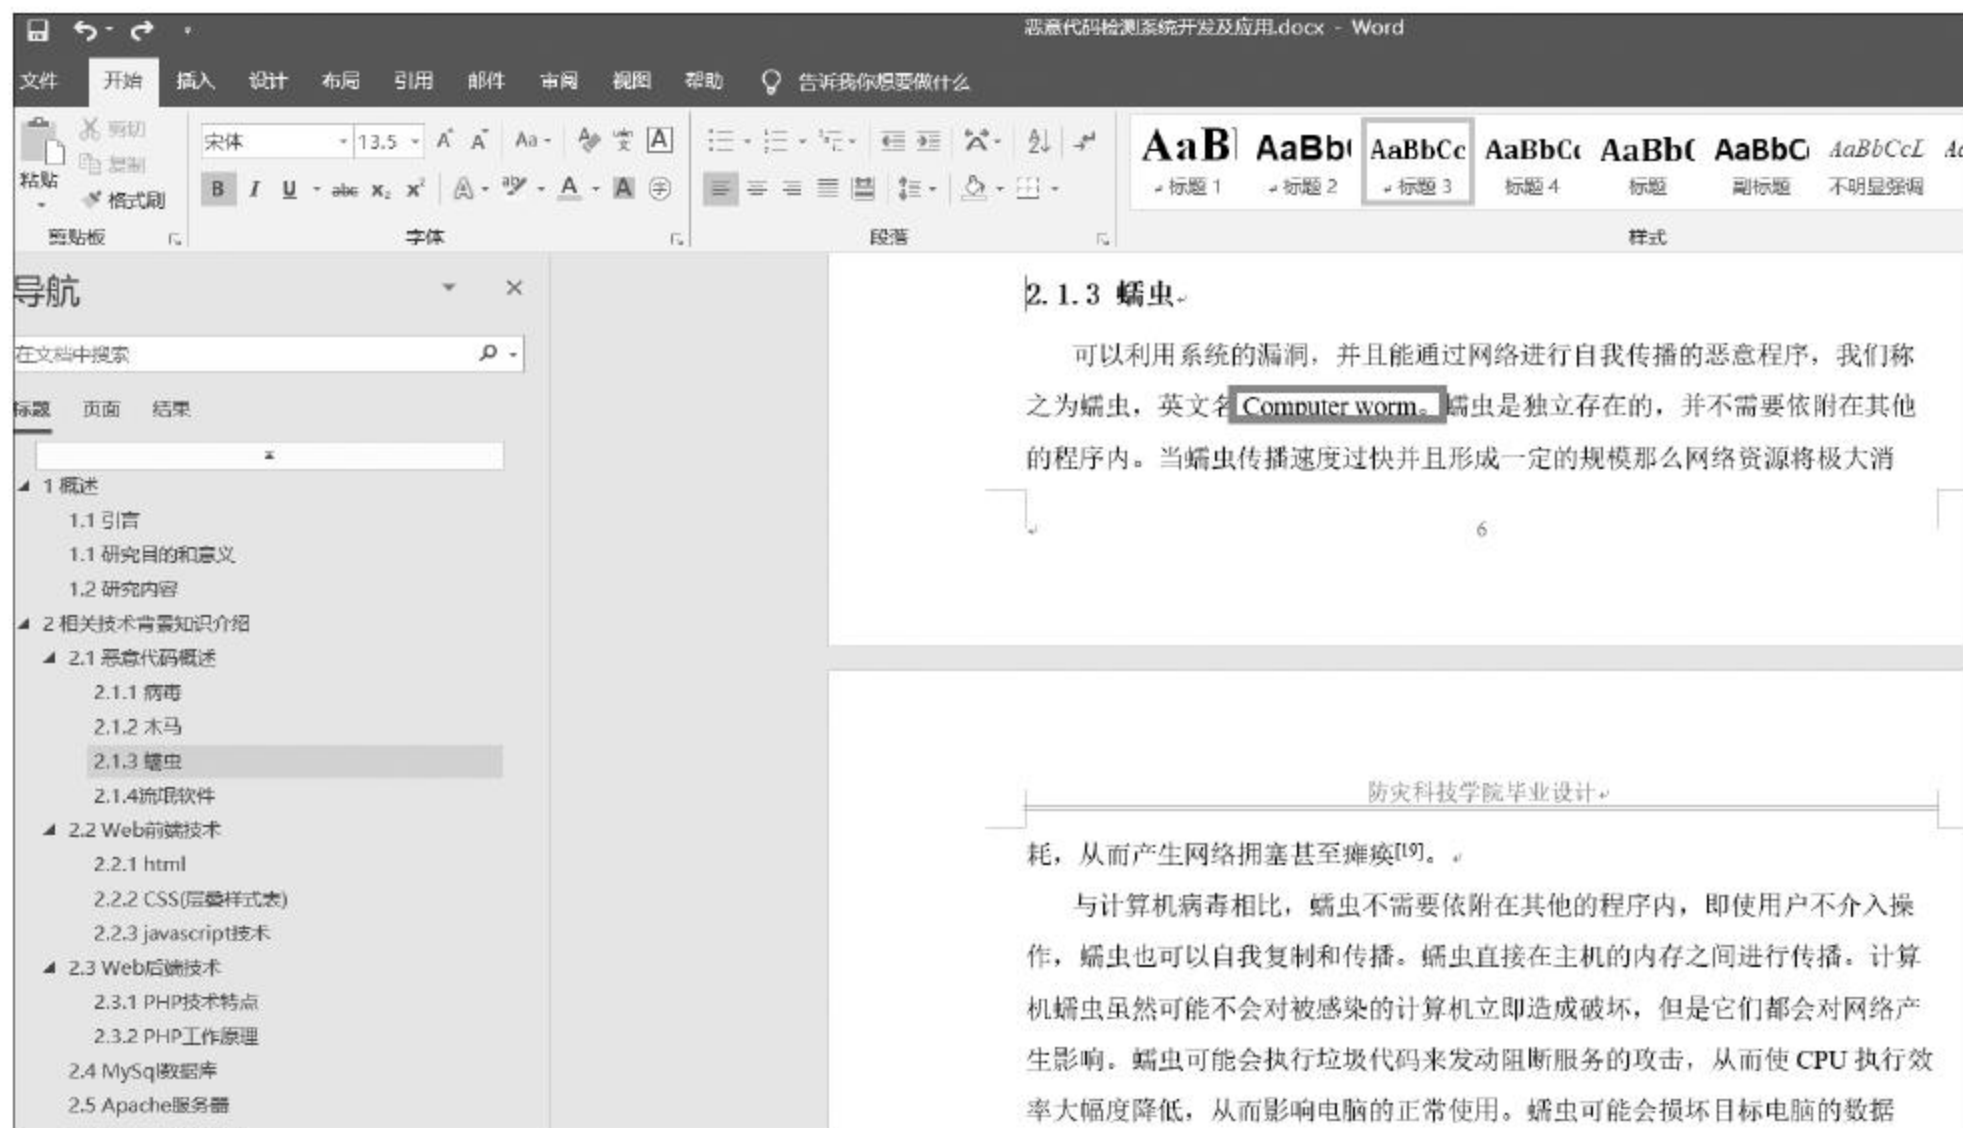 恶意代码检测系统开发及应用.docx - Word
文件 开始 插入 设计 布局 引用 邮件 审阅 视图 帮助 告诉我你想要做什么
粘贴 剪切 复制 格式刷 剪贴板
宋体 13.5 字体
段落
AaB AaBb AaBbCc AaBbCc AaBb( AaBbC AaBbCcL
标题 1 标题 2 标题 3 标题 4 标题 副标题 不明显强调
样式
导航
在文档中搜索
标题 页面 结果
1 概述
1.1 引言
1.1 研究目的和意义
1.2 研究内容
2 相关技术背景知识介绍
2.1 恶意代码概述
2.1.1 病毒
2.1.2 木马
2.1.3 蠕虫
2.1.4流氓软件
2.2 Web前端技术
2.2.1 html
2.2.2 CSS(层叠样式表)
2.2.3 javascript技术
2.3 Web后端技术
2.3.1 PHP技术特点
2.3.2 PHP工作原理
2.4 MySql数据库
2.5 Apache服务器
2.1.3 蠕虫
可以利用系统的漏洞，并且能通过网络进行自我传播的恶意程序，我们称
之为蠕虫，英文名 Computer worm。蠕虫是独立存在的，并不需要依附在其他
的程序内。当蠕虫传播速度过快并且形成一定的规模那么网络资源将极大消
6
防灾科技学院毕业设计
耗，从而产生网络拥塞甚至瘫痪[19]。
与计算机病毒相比，蠕虫不需要依附在其他的程序内，即使用户不介入操
作，蠕虫也可以自我复制和传播。蠕虫直接在主机的内存之间进行传播。计算
机蠕虫虽然可能不会对被感染的计算机立即造成破坏，但是它们都会对网络产
生影响。蠕虫可能会执行垃圾代码来发动阻断服务的攻击，从而使 CPU 执行效
率大幅度降低，从而影响电脑的正常使用。蠕虫可能会损坏目标电脑的数据